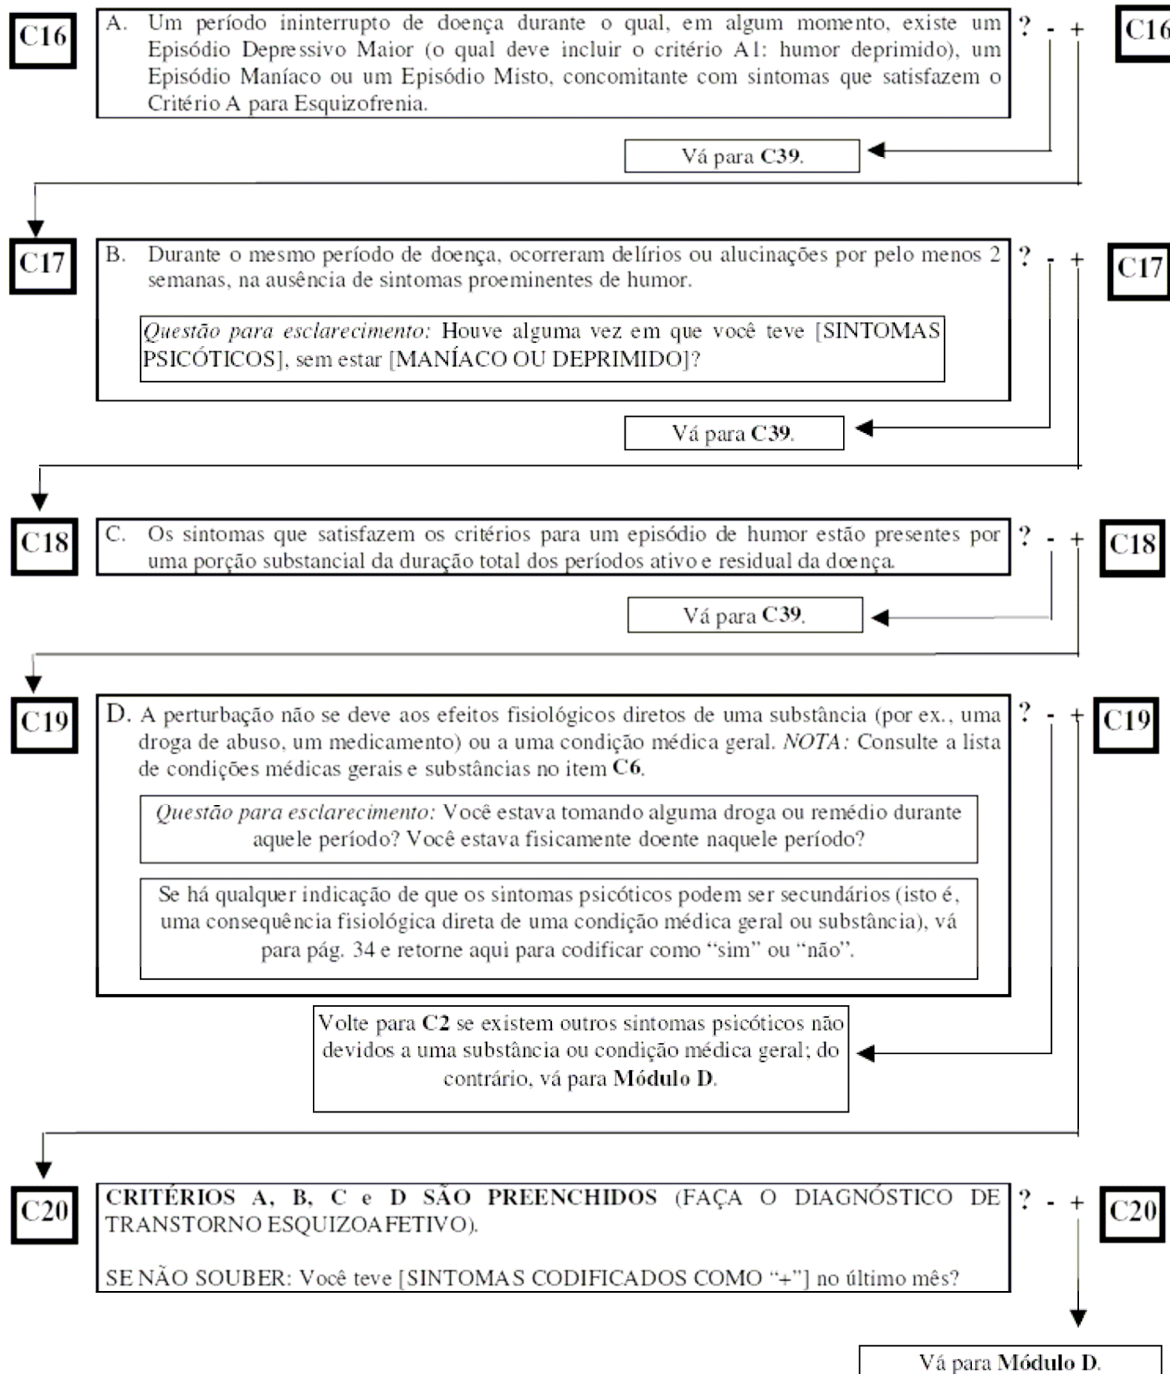 C16
A. Um período ininterrupto de doença durante o qual, em algum momento, existe um
Episódio Depressivo Maior (o qual deve incluir o critério A1: humor deprimido), um
Episódio Maníaco ou um Episódio Misto, concomitante com sintomas que satisfazem o
Critério A para Esquizofrenia.
? - +
C16
Vá para C39.
C17
B. Durante o mesmo período de doença, ocorreram delírios ou alucinações por pelo menos 2
semanas, na ausência de sintomas proeminentes de humor.
Questão para esclarecimento: Houve alguma vez em que você teve [SINTOMAS
PSICÓTICOS], sem estar [MANÍACO OU DEPRIMIDO]?
? - +
C17
Vá para C39.
C18
C. Os sintomas que satisfazem os critérios para um episódio de humor estão presentes por
uma porção substancial da duração total dos períodos ativo e residual da doença.
? - +
C18
Vá para C39.
C19
D. A perturbação não se deve aos efeitos fisiológicos diretos de uma substância (por ex., uma
droga de abuso, um medicamento) ou a uma condição médica geral. NOTA: Consulte a lista
de condições médicas gerais e substâncias no item C6.
Questão para esclarecimento: Você estava tomando alguma droga ou remédio durante
aquele período? Você estava fisicamente doente naquele período?
Se há qualquer indicação de que os sintomas psicóticos podem ser secundários (isto é,
uma consequência fisiológica direta de uma condição médica geral ou substância), vá
para pág. 34 e retorne aqui para codificar como “sim” ou “não”.
? - +
C19
Volte para C2 se existem outros sintomas psicóticos não
devidos a uma substância ou condição médica geral; do
contrário, vá para Módulo D.
C20
CRITÉRIOS A, B, C e D SÃO PREENCHIDOS (FAÇA O DIAGNÓSTICO DE
TRANSTORNO ESQUIZOAFETIVO).
SE NÃO SOUBER: Você teve [SINTOMAS CODIFICADOS COMO “+”] no último mês?
? - +
C20
Vá para Módulo D.